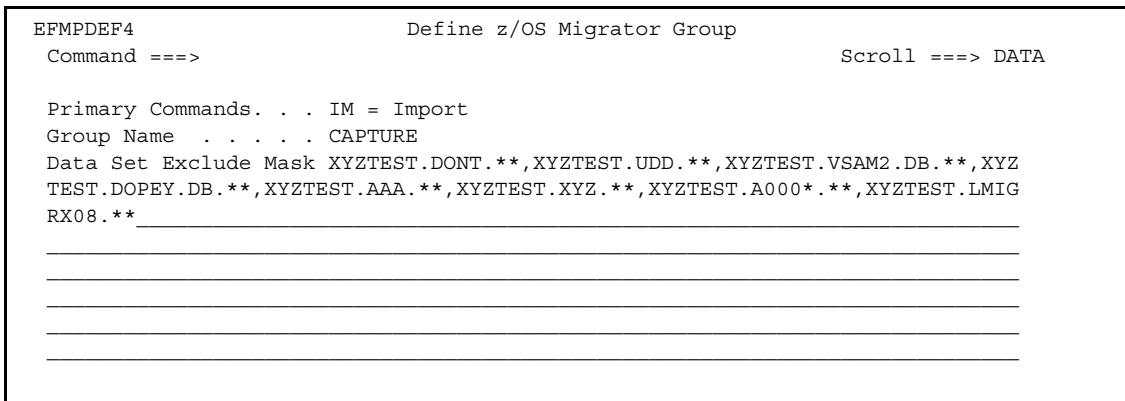 EFMPDEF4 Define z/OS Migrator Group
Command ===> Scroll ===> DATA
Primary Commands. . . IM = Import
Group Name . . . . . CAPTURE
Data Set Exclude Mask XYZTEST.DONT.**,XYZTEST.UDD.**,XYZTEST.VSAM2.DB.**,XYZ
TEST.DOPEY.DB.**,XYZTEST.AAA.**,XYZTEST.XYZ.**,XYZTEST.A000*.**,XYZTEST.LMIG
RX08.**